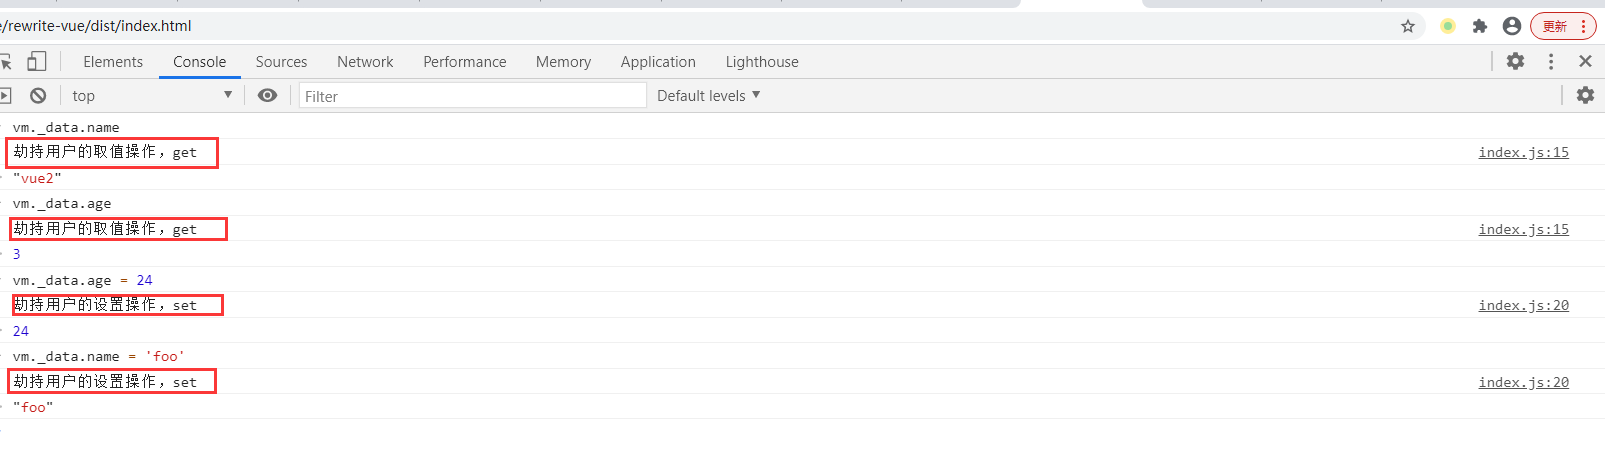 /rewrite-vue/dist/index.html
更新
Elements Console Sources Network Performance Memory Application Lighthouse
top Filter Default levels
vm._data.name
劫持用户的取值操作，get index.js:15
"vue2"
vm._data.age
劫持用户的取值操作，get index.js:15
3
vm._data.age = 24
劫持用户的设置操作，set index.js:20
24
vm._data.name = 'foo'
劫持用户的设置操作，set index.js:20
"foo"